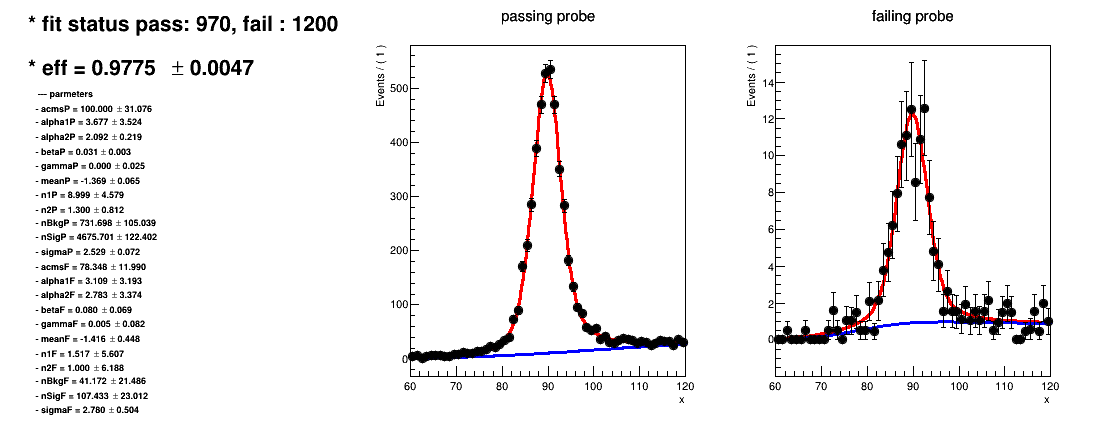 * fit status pass: 970, fail : 1200
* eff = 0.9775 ± 0.0047
--- parmeters
- acmsP = 100.000 ± 31.076
- alpha1P = 3.677 ± 3.524
- alpha2P = 2.092 ± 0.219
- betaP = 0.031 ± 0.003
- gammaP = 0.000 ± 0.025
- meanP = -1.369 ± 0.065
- n1P = 8.999 ± 4.579
- n2P = 1.300 ± 0.812
- nBkgP = 731.698 ± 105.039
- nSigP = 4675.701 ± 122.402
- sigmaP = 2.529 ± 0.072
- acmsF = 78.348 ± 11.990
- alpha1F = 3.109 ± 3.193
- alpha2F = 2.783 ± 3.374
- betaF = 0.080 ± 0.069
- gammaF = 0.005 ± 0.082
- meanF = -1.416 ± 0.448
- n1F = 1.517 ± 5.607
- n2F = 1.000 ± 6.188
- nBkgF = 41.172 ± 21.486
- nSigF = 107.433 ± 23.012
- sigmaF = 2.780 ± 0.504
passing probe
Events / ( 1 )
500
400
300
200
100
0
60 70 80 90 100 110 120
x
failing probe
Events / ( 1 )
14
12
10
8
6
4
2
0
60 70 80 90 100 110 120
x